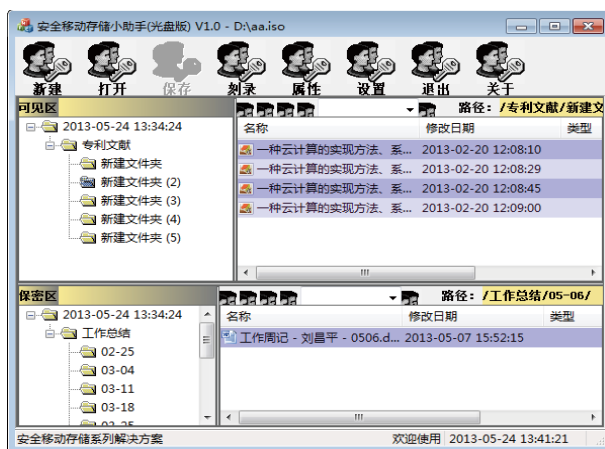 安全移动存储小助手(光盘版) V1.0 - D:\aa.iso
新建 打开 保存 刻录 属性 设置 退出 关于
可见区
路径: /专利文献/新建文
2013-05-24 13:34:24
专利文献
新建文件夹
新建文件夹 (2)
新建文件夹 (3)
新建文件夹 (4)
新建文件夹 (5)
名称 修改日期 类型
一种云计算的实现方法、系... 2013-02-20 12:08:10
一种云计算的实现方法、系... 2013-02-20 12:08:29
一种云计算的实现方法、系... 2013-02-20 12:08:45
一种云计算的实现方法、系... 2013-02-20 12:09:00
保密区
路径: /工作总结/05-06/
2013-05-24 13:34:24
工作总结
02-25
03-04
03-11
03-18
名称 修改日期 类型
工作周记 - 刘昌平 - 0506.d... 2013-05-07 15:52:15
安全移动存储系列解决方案 欢迎使用 2013-05-24 13:41:21